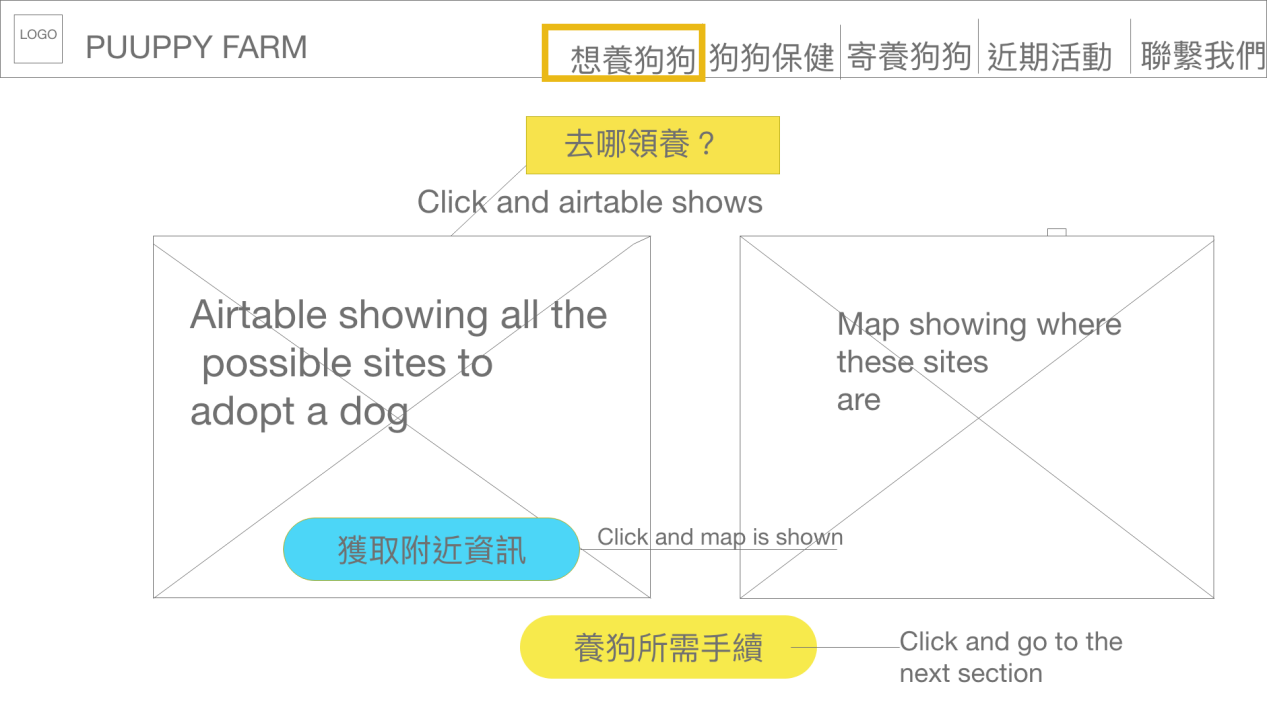 LOGO
PUUPPY FARM
想養狗狗
狗狗保健
寄養狗狗
近期活動
聯繫我們
去哪領養？
Click and airtable shows
Airtable showing all the
possible sites to
adopt a dog
Map showing where
these sites
are
獲取附近資訊
Click and map is shown
養狗所需手續
Click and go to the
next section